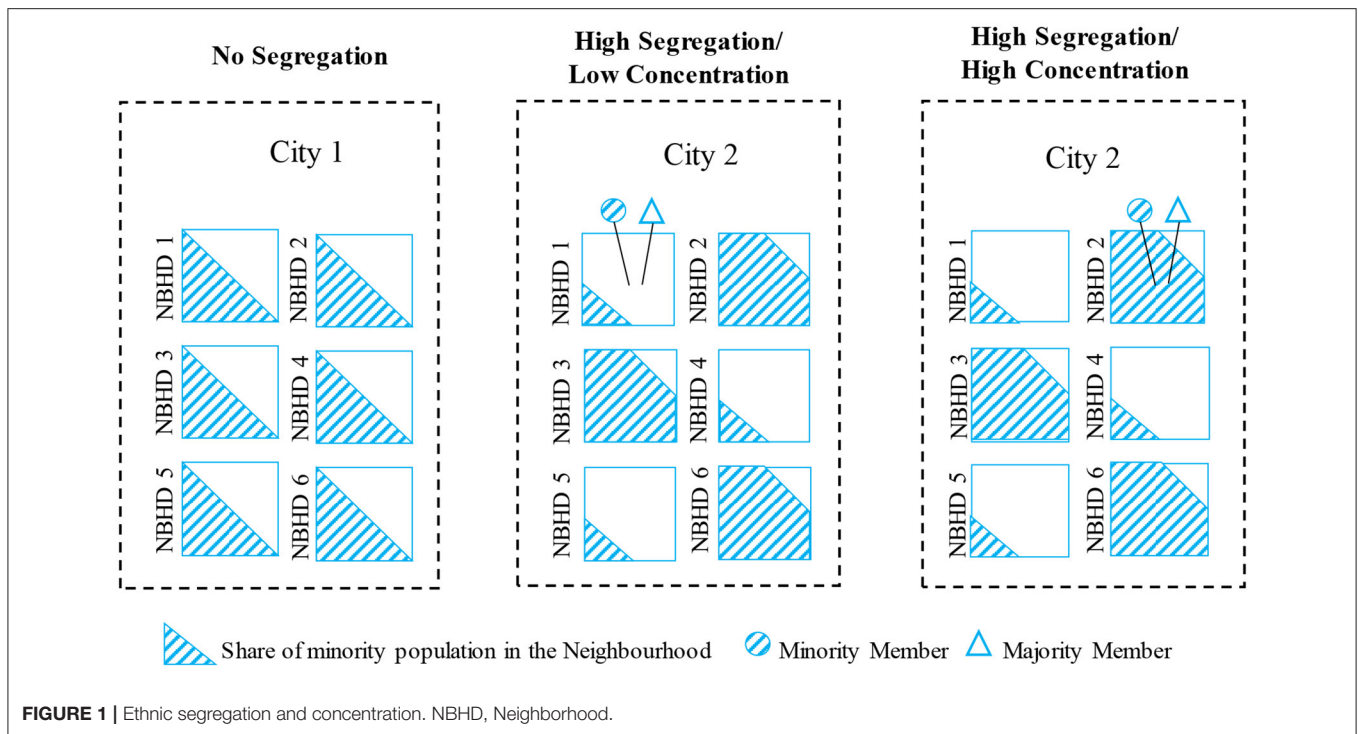 No Segregation
High Segregation/
Low Concentration
High Segregation/
High Concentration
City 1
NBHD 1
NBHD 2
NBHD 3
NBHD 4
NBHD 5
NBHD 6
City 2
NBHD 1
NBHD 2
NBHD 3
NBHD 4
NBHD 5
NBHD 6
City 2
NBHD 1
NBHD 2
NBHD 3
NBHD 4
NBHD 5
NBHD 6
Share of minority population in the Neighbourhood Minority Member Majority Member
FIGURE 1 | Ethnic segregation and concentration. NBHD, Neighborhood.